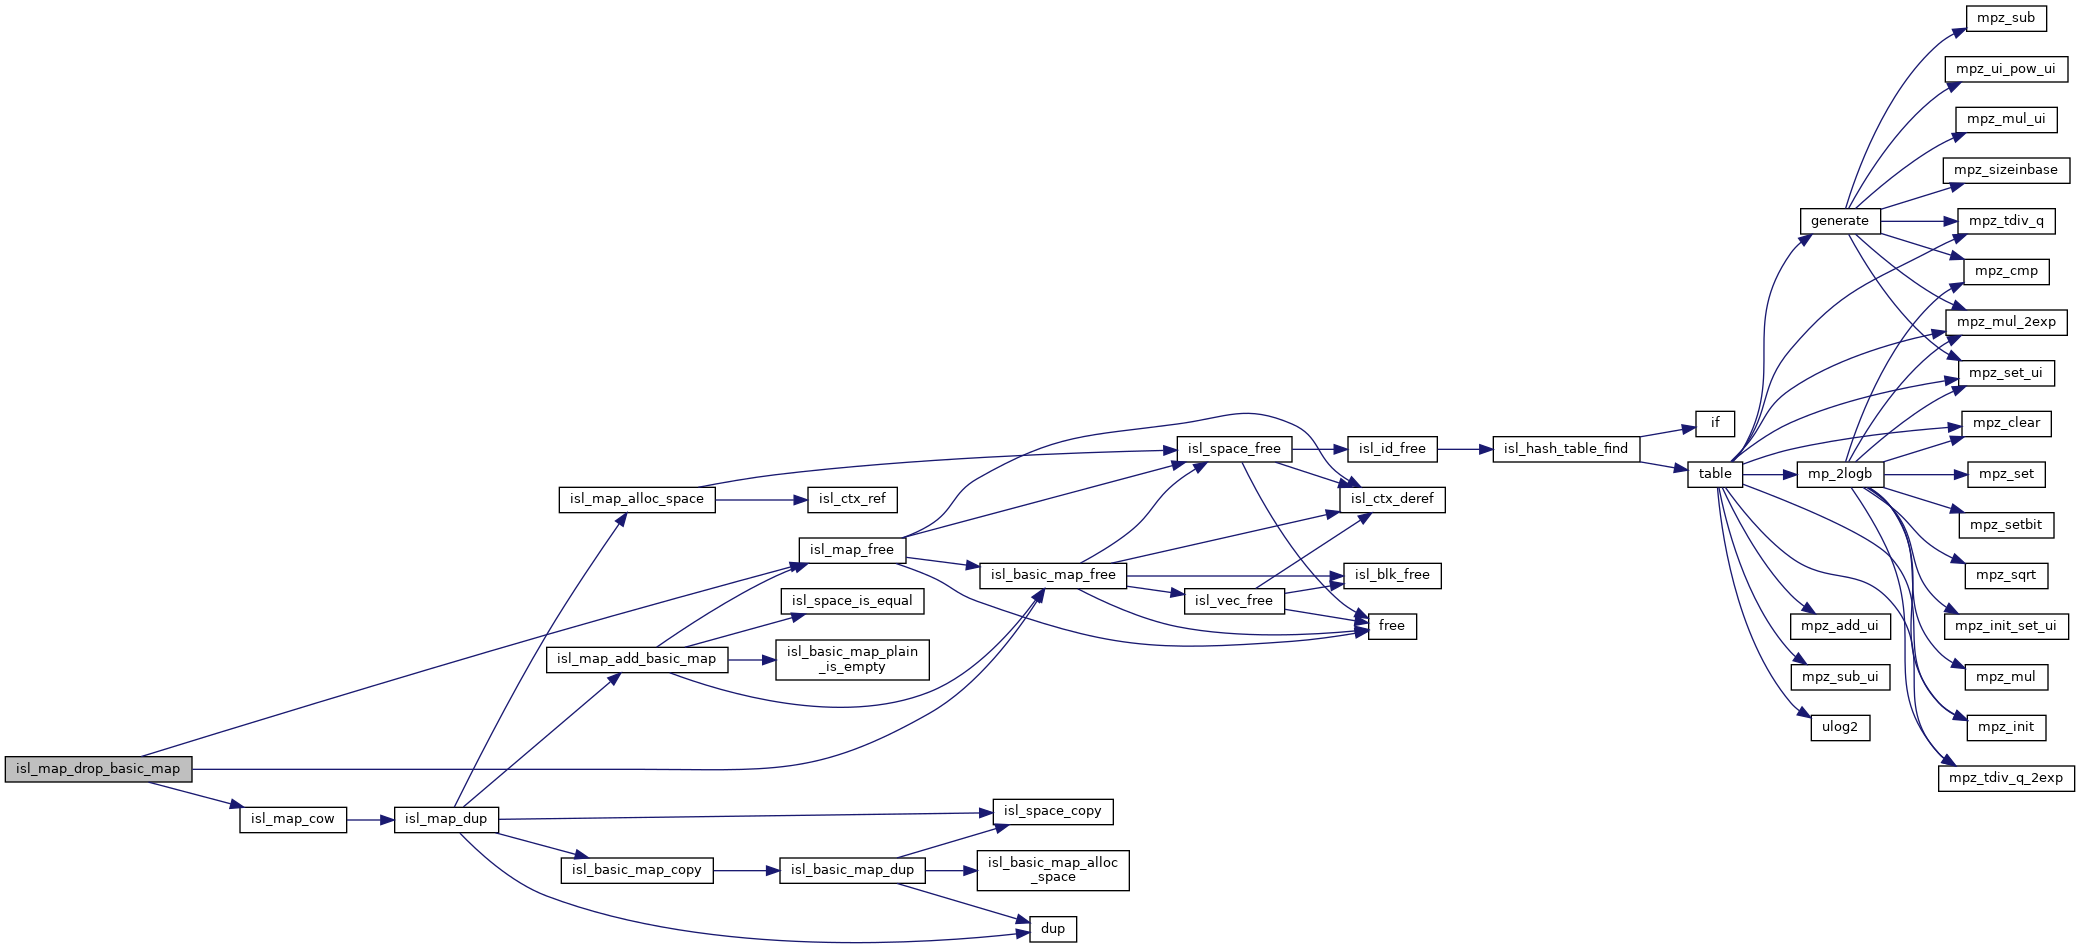 mpz_sub
mpz_ui_pow_ui
mpz_mul_ui
mpz_sizeinbase
generate
mpz_tdiv_q
mpz_cmp
mpz_mul_2exp
mpz_set_ui
if
mpz_clear
isl_space_free
isl_id_free
isl_hash_table_find
table
mp_2logb
mpz_set
isl_map_alloc_space
isl_ctx_ref
isl_ctx_deref
mpz_setbit
isl_map_free
isl_basic_map_free
isl_blk_free
mpz_sqrt
isl_space_is_equal
isl_vec_free
free
mpz_add_ui
mpz_init_set_ui
isl_map_add_basic_map
isl_basic_map_plain
_is_empty
mpz_sub_ui
mpz_mul
ulog2
mpz_init
isl_map_drop_basic_map
mpz_tdiv_q_2exp
isl_map_cow
isl_map_dup
isl_space_copy
isl_basic_map_copy
isl_basic_map_dup
isl_basic_map_alloc
_space
dup